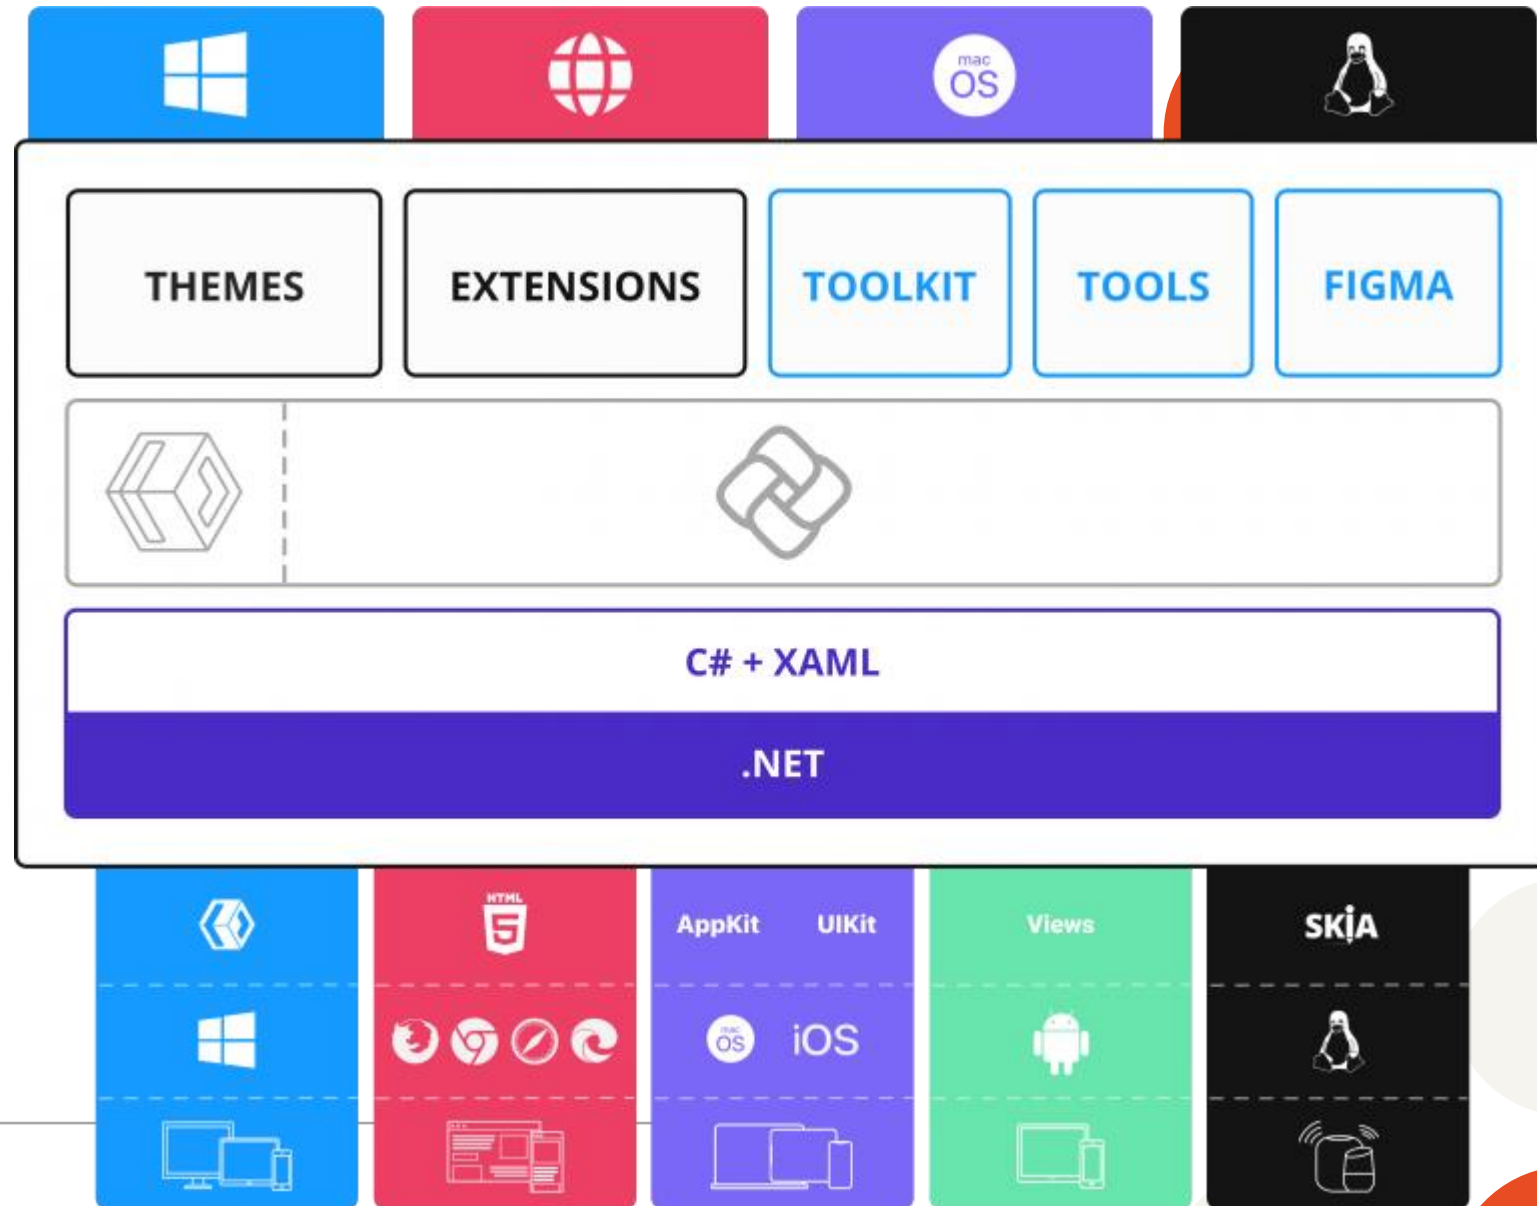 mac
OS
THEMES
EXTENSIONS
TOOLKIT
TOOLS
FIGMA
C# + XAML
.NET
HTML
5
AppKit
UIKit
Views
SKiA
mac
OS
iOS